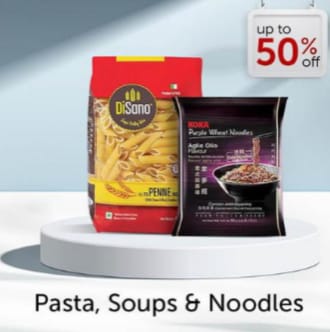 up to
50%
off
DiSano
PENNE
KOKA
Purple Wheat Noodles
Aglio Olio
Flavour
Pasta, Soups & Noodles